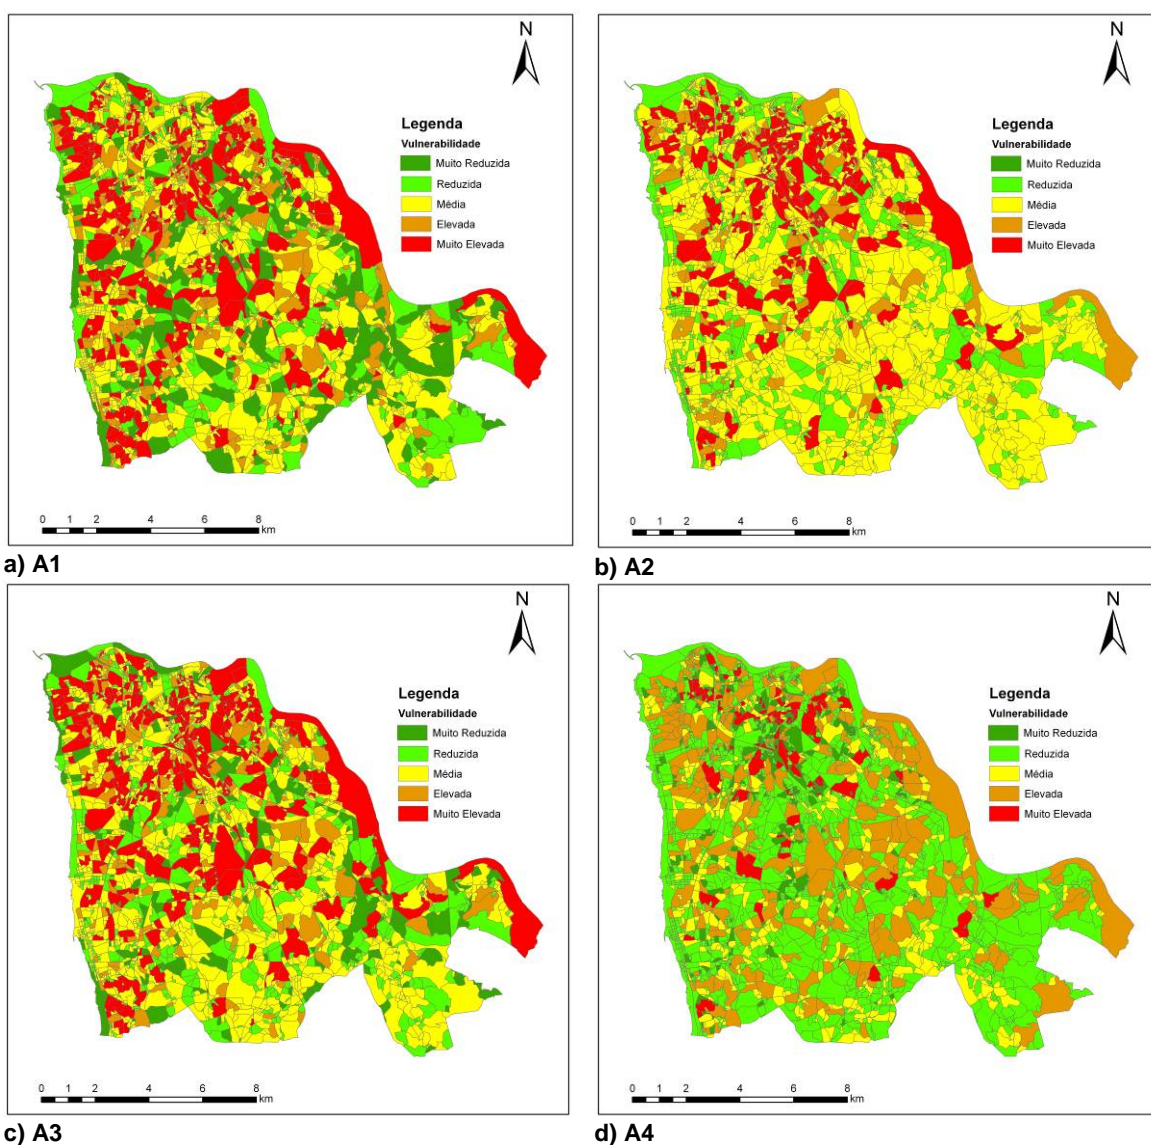 N
Legenda
Vulnerabilidade
Muito Reduzida
Reduzida
Média
Elevada
Muito Elevada
0 1 2 4 6 8
km
a) A1
N
Legenda
Vulnerabilidade
Muito Reduzida
Reduzida
Média
Elevada
Muito Elevada
0 1 2 4 6 8
km
b) A2
N
Legenda
Vulnerabilidade
Muito Reduzida
Reduzida
Média
Elevada
Muito Elevada
0 1 2 4 6 8
km
c) A3
N
Legenda
Vulnerabilidade
Muito Reduzida
Reduzida
Média
Elevada
Muito Elevada
0 1 2 4 6 8
km
d) A4